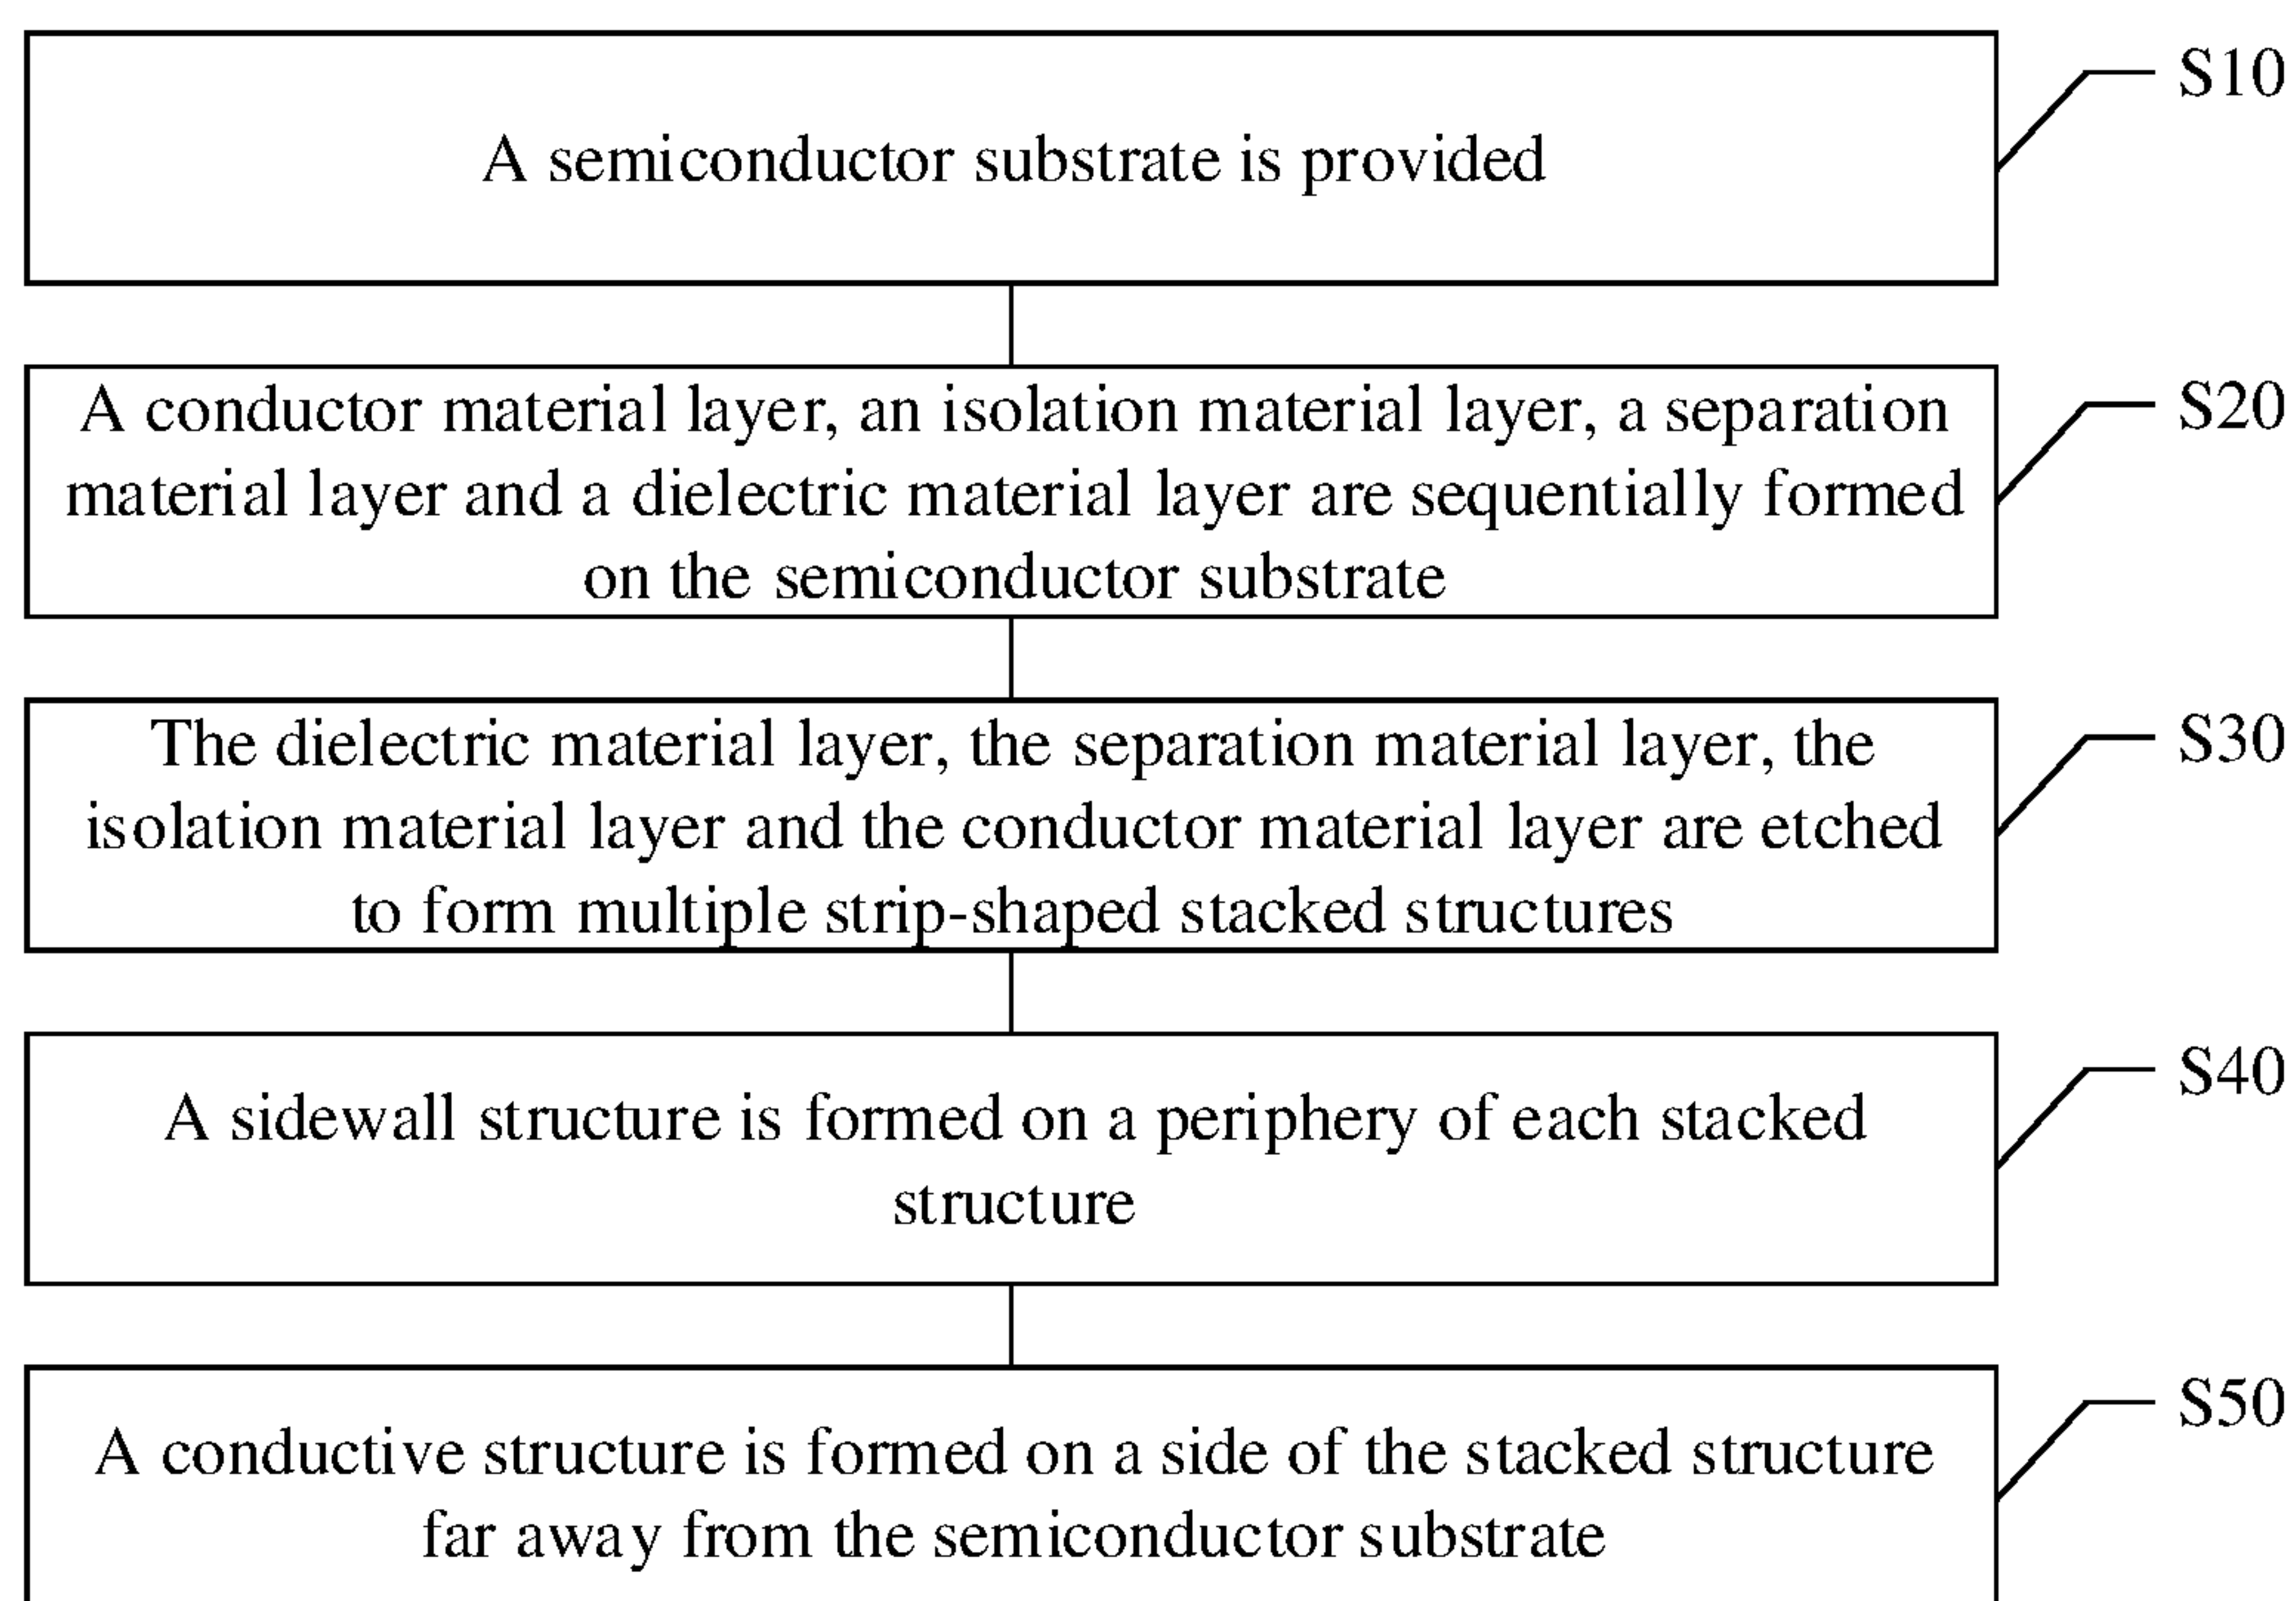 S10
A semiconductor substrate is provided
S20
A conductor material layer, an isolation material layer, a separation
material layer and a dielectric material layer are sequentially formed
on the semiconductor substrate
S30
The dielectric material layer, the separation material layer, the
isolation material layer and the conductor material layer are etched
to form multiple strip-shaped stacked structures
S40
A sidewall structure is formed on a periphery of each stacked
structure
S50
A conductive structure is formed on a side of the stacked structure
far away from the semiconductor substrate